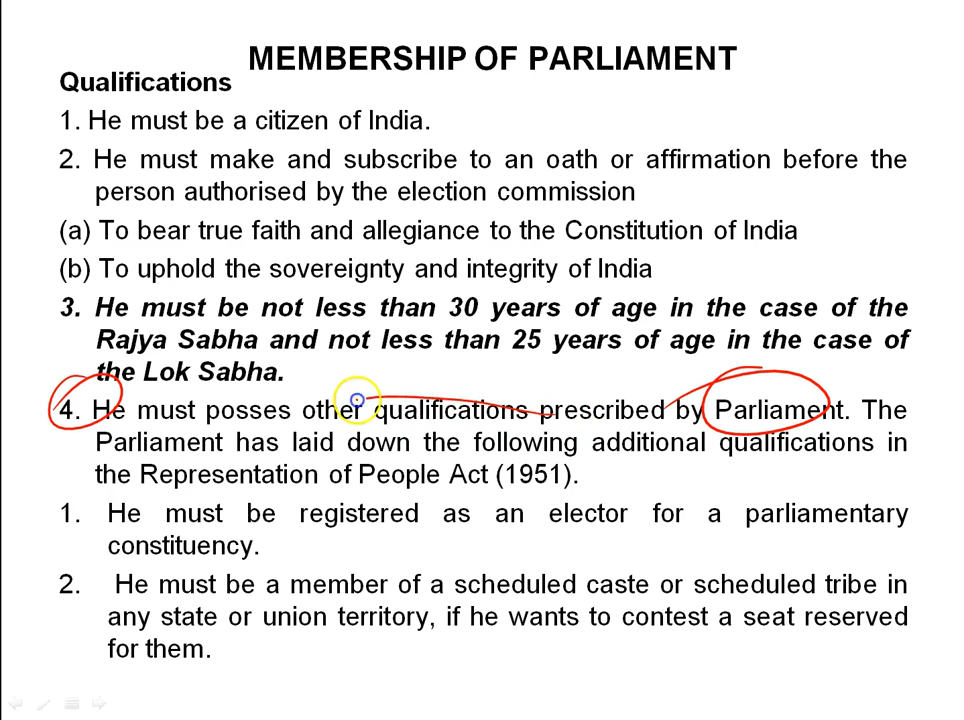 MEMBERSHIP OF PARLIAMENT
Qualifications
1. He must be a citizen of India.
2. He must make and subscribe to an oath or affirmation before the
person authorised by the election commission
(a) To bear true faith and allegiance to the Constitution of India
(b) To uphold the sovereignty and integrity of India
3. He must be not less than 30 years of age in the case of the
Rajya Sabha and not less than 25 years of age in the case of
the Lok Sabha.
4. He must posses other qualifications prescribed by Parliament. The
Parliament has laid down the following additional qualifications in
the Representation of People Act (1951).
1. He must be registered as an elector for a parliamentary
constituency.
2. He must be a member of a scheduled caste or scheduled tribe in
any state or union territory, if he wants to contest a seat reserved
for them.